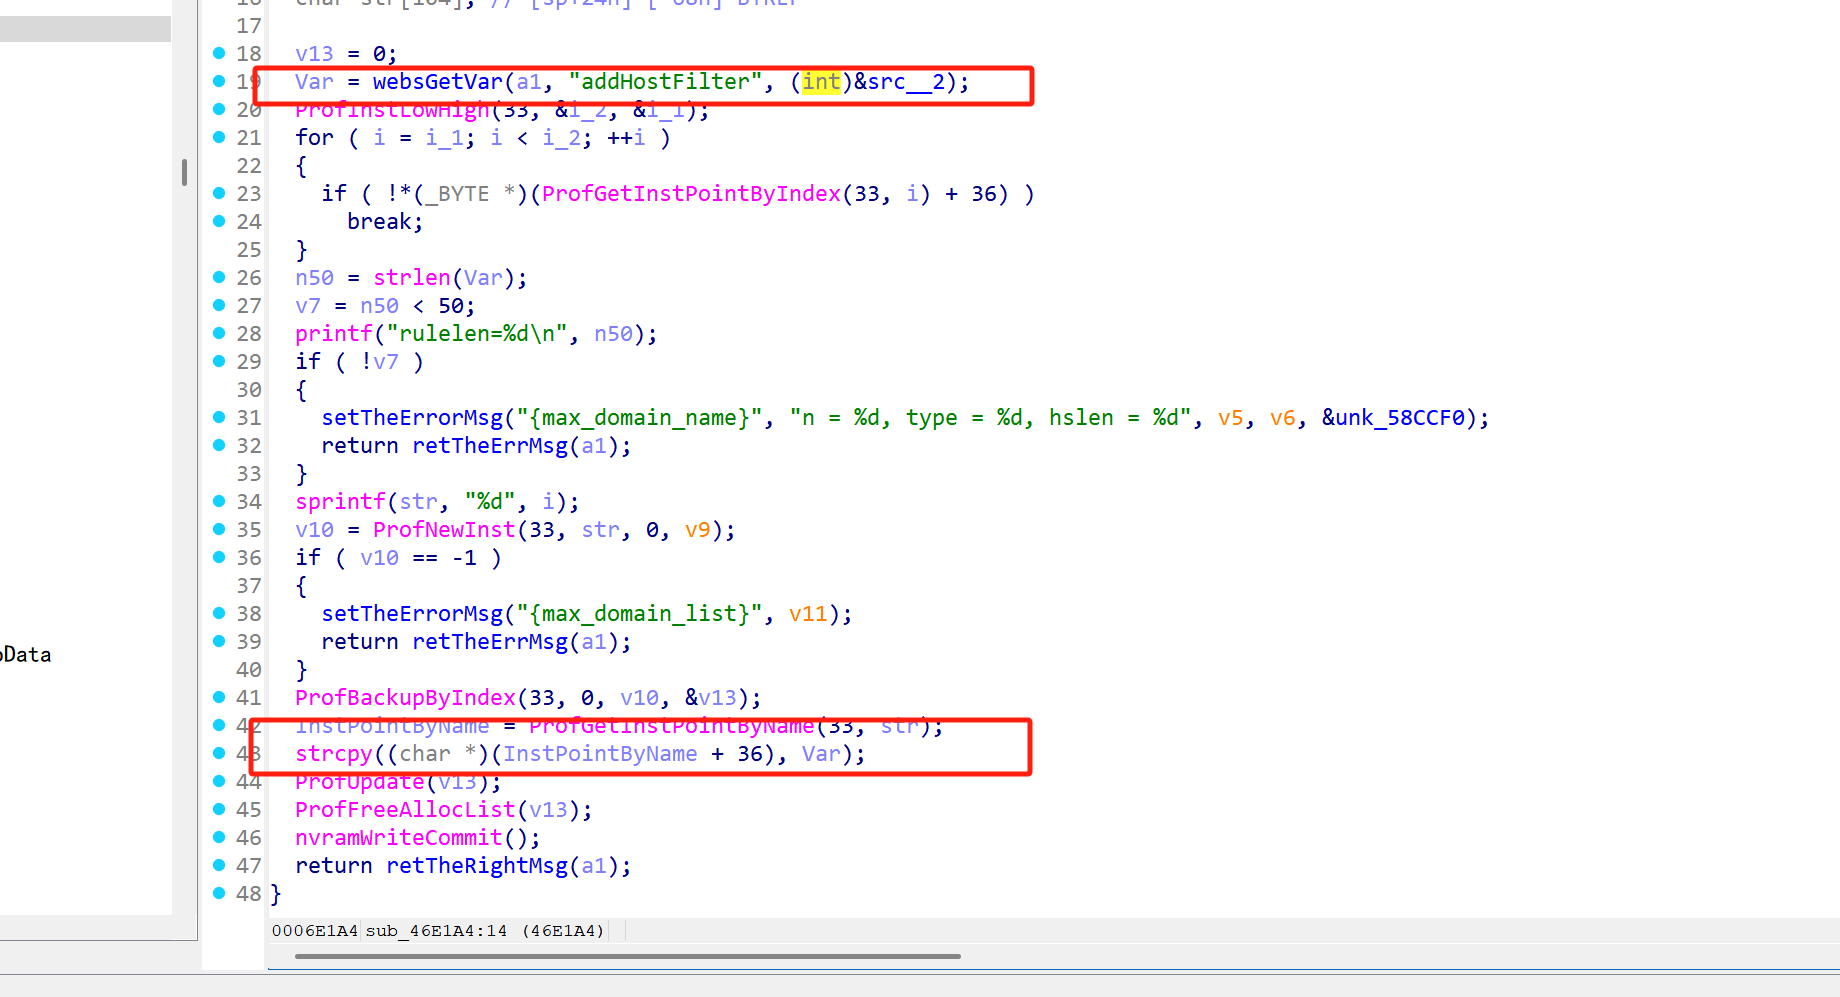 17
18 v13 = 0;
19 Var = websGetVar(a1, "addHostFilter", (int)&src__2);
20 ProfInstLowHigh(33, &i_2, &i_1);
21 for ( i = i_1; i < i_2; ++i )
22 {
23 if ( !*(_BYTE *)(ProfGetInstPointByIndex(33, i) + 36) )
24 break;
25 }
26 n50 = strlen(Var);
27 v7 = n50 < 50;
28 printf("rulelen=%d\n", n50);
29 if ( !v7 )
30 {
31 setTheErrorMsg("{max_domain_name}", "n = %d, type = %d, hslen = %d", v5, v6, &unk_58CCF0);
32 return retTheErrMsg(a1);
33 }
34 sprintf(str, "%d", i);
35 v10 = ProfNewInst(33, str, 0, v9);
36 if ( v10 == -1 )
37 {
38 setTheErrorMsg("{max_domain_list}", v11);
39 return retTheErrMsg(a1);
40 }
41 ProfBackupByIndex(33, 0, v10, &v13);
42 InstPointByName = ProfGetInstPointByName(33, str);
43 strcpy((char *)(InstPointByName + 36), Var);
44 ProfUpdate(v13);
45 ProfFreeAllocList(v13);
46 nvramWriteCommit();
47 return retTheRightMsg(a1);
48 }
Data
0006E1A4 sub_46E1A4:14 (46E1A4)